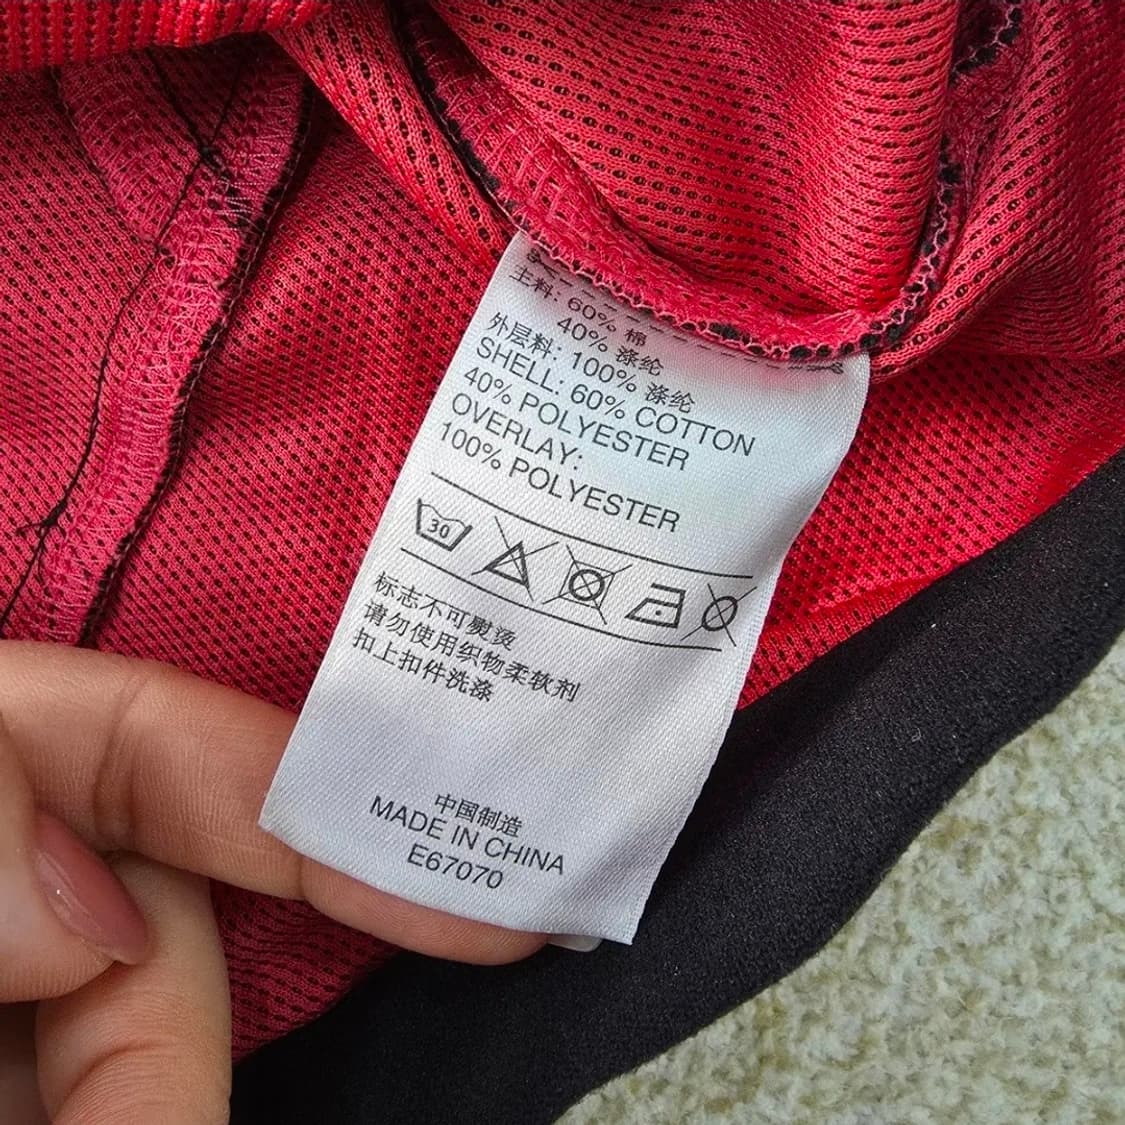 主料: 60% 棉
40% 涤纶
外层料: 100% 涤纶
SHELL: 60% COTTON
40% POLYESTER
OVERLAY:
100% POLYESTER
30
标志不可熨烫
请勿使用织物柔软剂
扣上扣件洗涤
中国制造
MADE IN CHINA
E67070